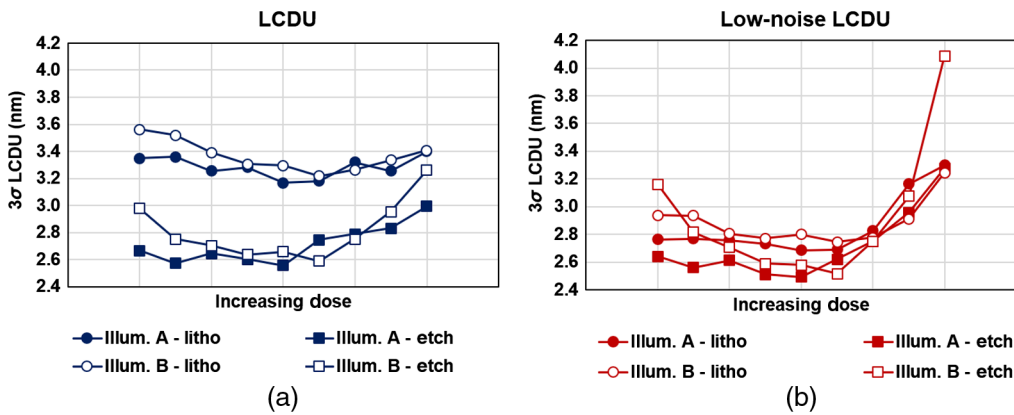 LCDU
4.2
4.0
3.8
3.6
3.4
3.2
3.0
2.8
2.6
2.4
3σ LCDU (nm)
Increasing dose
Illum. A - litho
Illum. A - etch
Illum. B - litho
Illum. B - etch
(a)
Low-noise LCDU
4.2
4.0
3.8
3.6
3.4
3.2
3.0
2.8
2.6
2.4
3σ LCDU (nm)
Increasing dose
Illum. A - litho
Illum. A - etch
Illum. B - litho
Illum. B - etch
(b)